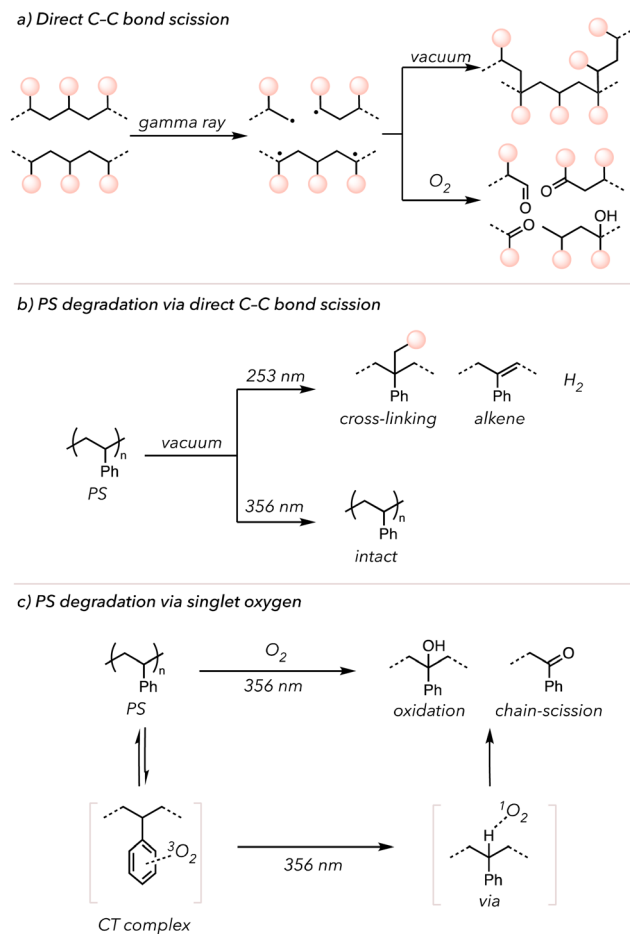 a) Direct C–C bond scission
vacuum
gamma ray
O2
O
O
O
OH
b) PS degradation via direct C–C bond scission
253 nm
Ph
Ph
H2
cross-linking
alkene
vacuum
n
Ph
PS
356 nm
n
Ph
intact
c) PS degradation via singlet oxygen
n
Ph
PS
O2
356 nm
OH
Ph
oxidation
O
Ph
chain-scission
3O2
CT complex
356 nm
1O2
H
Ph
via